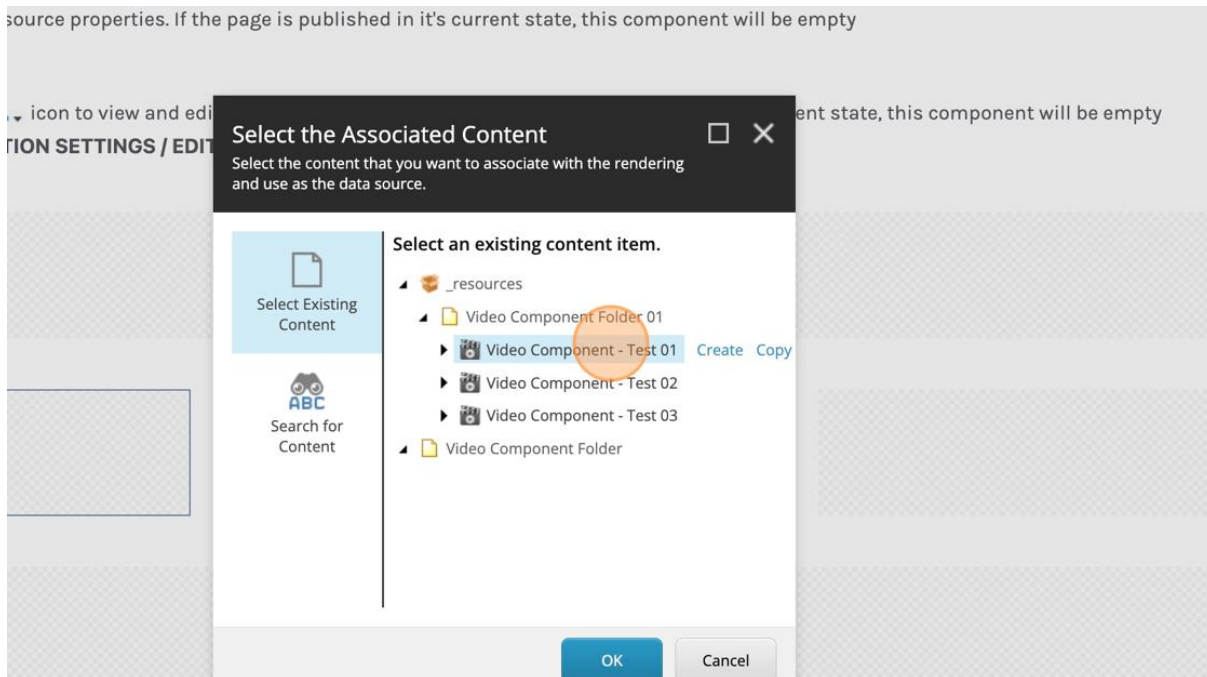 source properties. If the page is published in it's current state, this component will be empty
icon to view and edi
ent state, this component will be empty
TION SETTINGS / EDIT
Select the Associated Content
Select the content that you want to associate with the rendering
and use as the data source.
Select an existing content item.
_resources
Video Component Folder 01
Video Component - Test 01 Create Copy
Video Component - Test 02
Video Component - Test 03
Video Component Folder
Select Existing
Content
ABC
Search for
Content
OK
Cancel